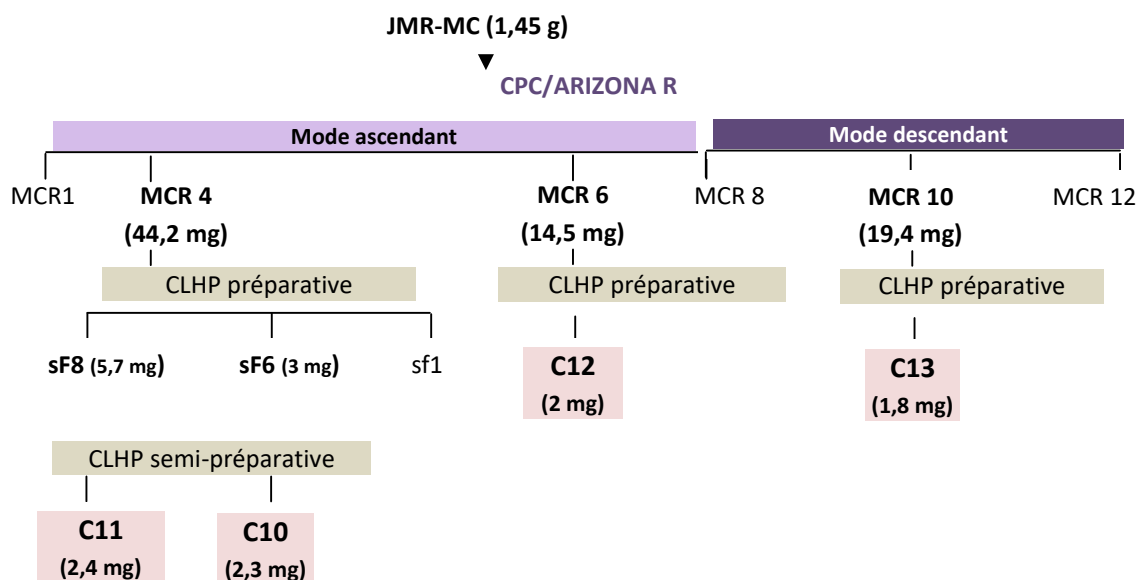 JMR-MC (1,45 g)
CPC/ARIZONA R
Mode ascendant
Mode descendant
MCR1
MCR 4
(44,2 mg)
MCR 6
(14,5 mg)
MCR 8
MCR 10
(19,4 mg)
MCR 12
CLHP préparative
CLHP préparative
CLHP préparative
sF8 (5,7 mg)
sF6 (3 mg)
sf1
C12
(2 mg)
C13
(1,8 mg)
CLHP semi-préparative
C11
(2,4 mg)
C10
(2,3 mg)